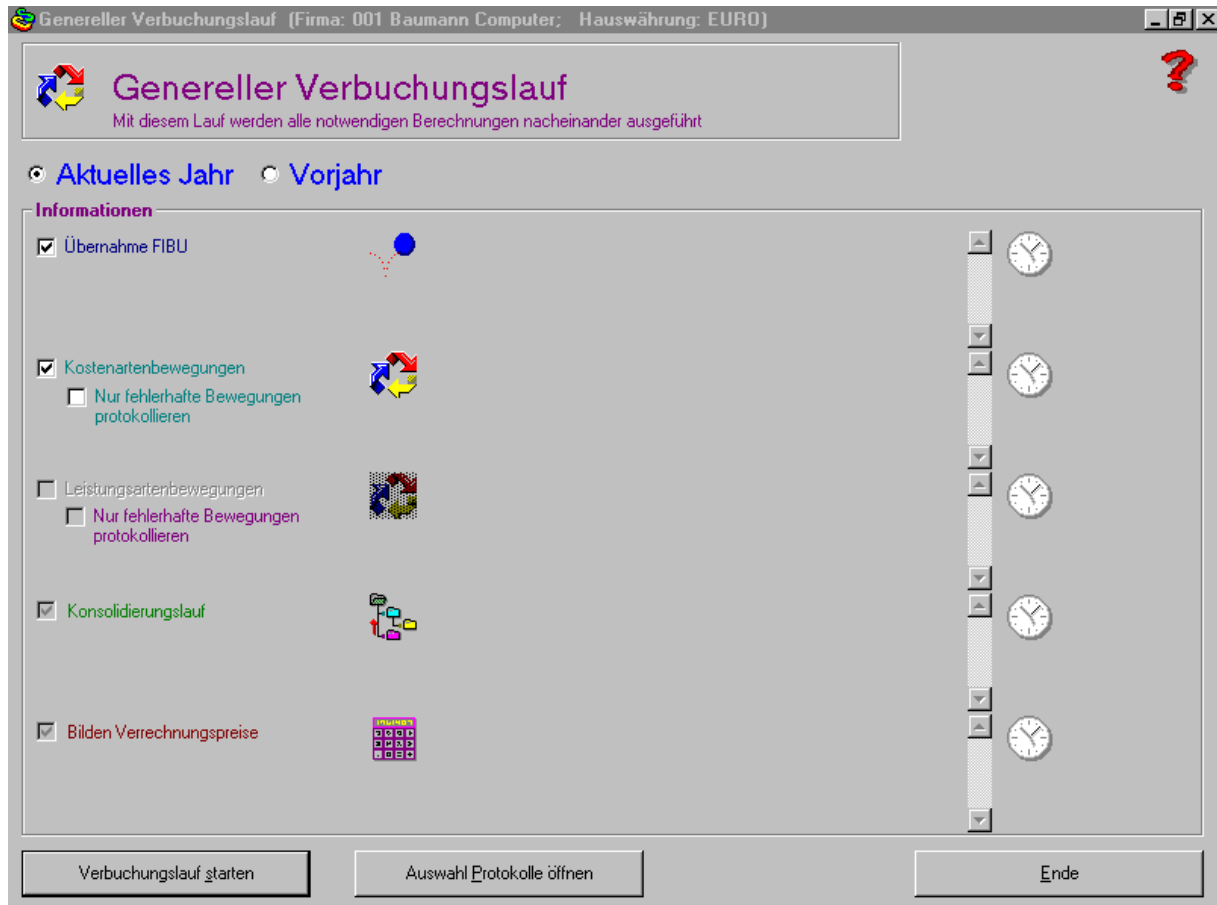 Genereller Verbuchungslauf (Firma: 001 Baumann Computer; Hauswährung: EURO)
Genereller Verbuchungslauf
Mit diesem Lauf werden alle notwendigen Berechnungen nacheinander ausgeführt
Aktuelles Jahr Vorjahr
Informationen
Übernahme FIBU
Kostenartenbewegungen
Nur fehlerhafte Bewegungen
protokollieren
Leistungsartenbewegungen
Nur fehlerhafte Bewegungen
protokollieren
Konsolidierungslauf
Bilden Verrechnungspreise
Verbuchungslauf starten Auswahl Protokolle öffnen Ende